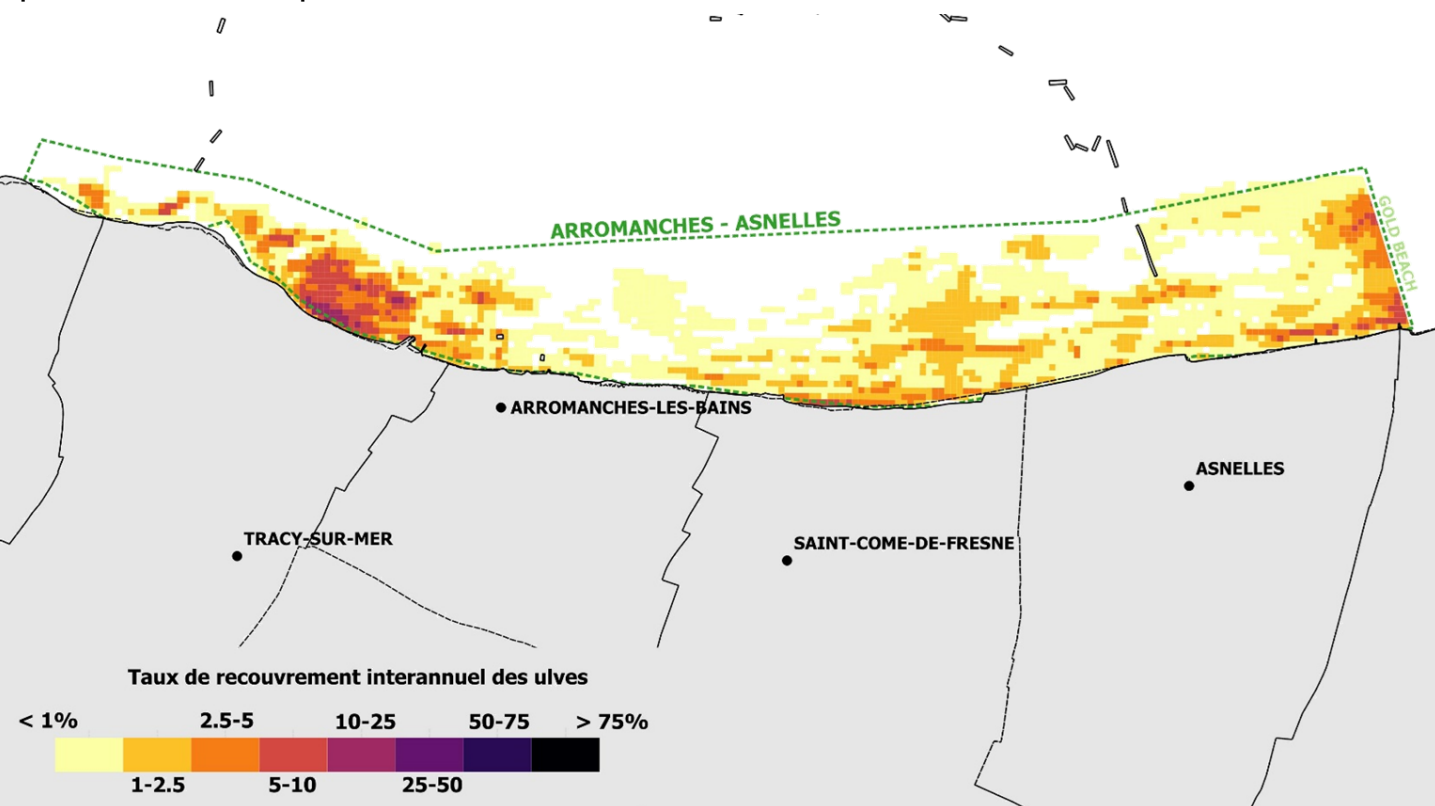 ARROMANCHES - ASNELLES
GOLD BEACH
ARROMANCHES-LES-BAINS
ASNELLES
TRACY-SUR-MER
SAINT-COME-DE-FRESNE
Taux de recouvrement interannuel des ulves
< 1% 2.5-5 10-25 50-75 > 75%
1-2.5 5-10 25-50